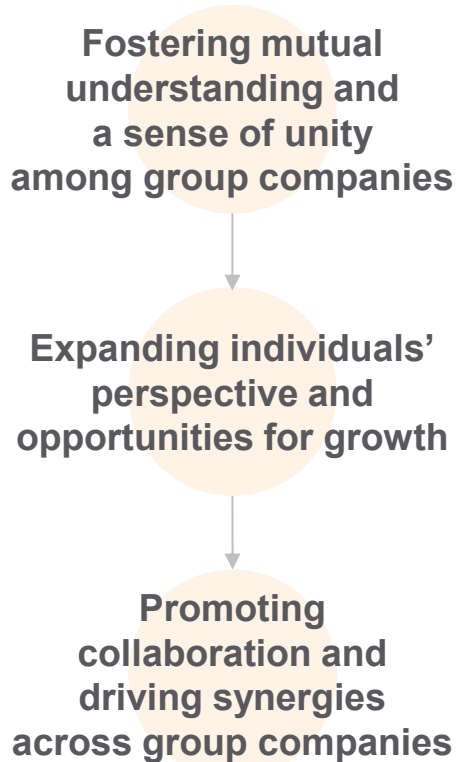 Fostering mutual
understanding and
a sense of unity
among group companies
Expanding individuals’
perspective and
opportunities for growth
Promoting
collaboration and
driving synergies
across group companies